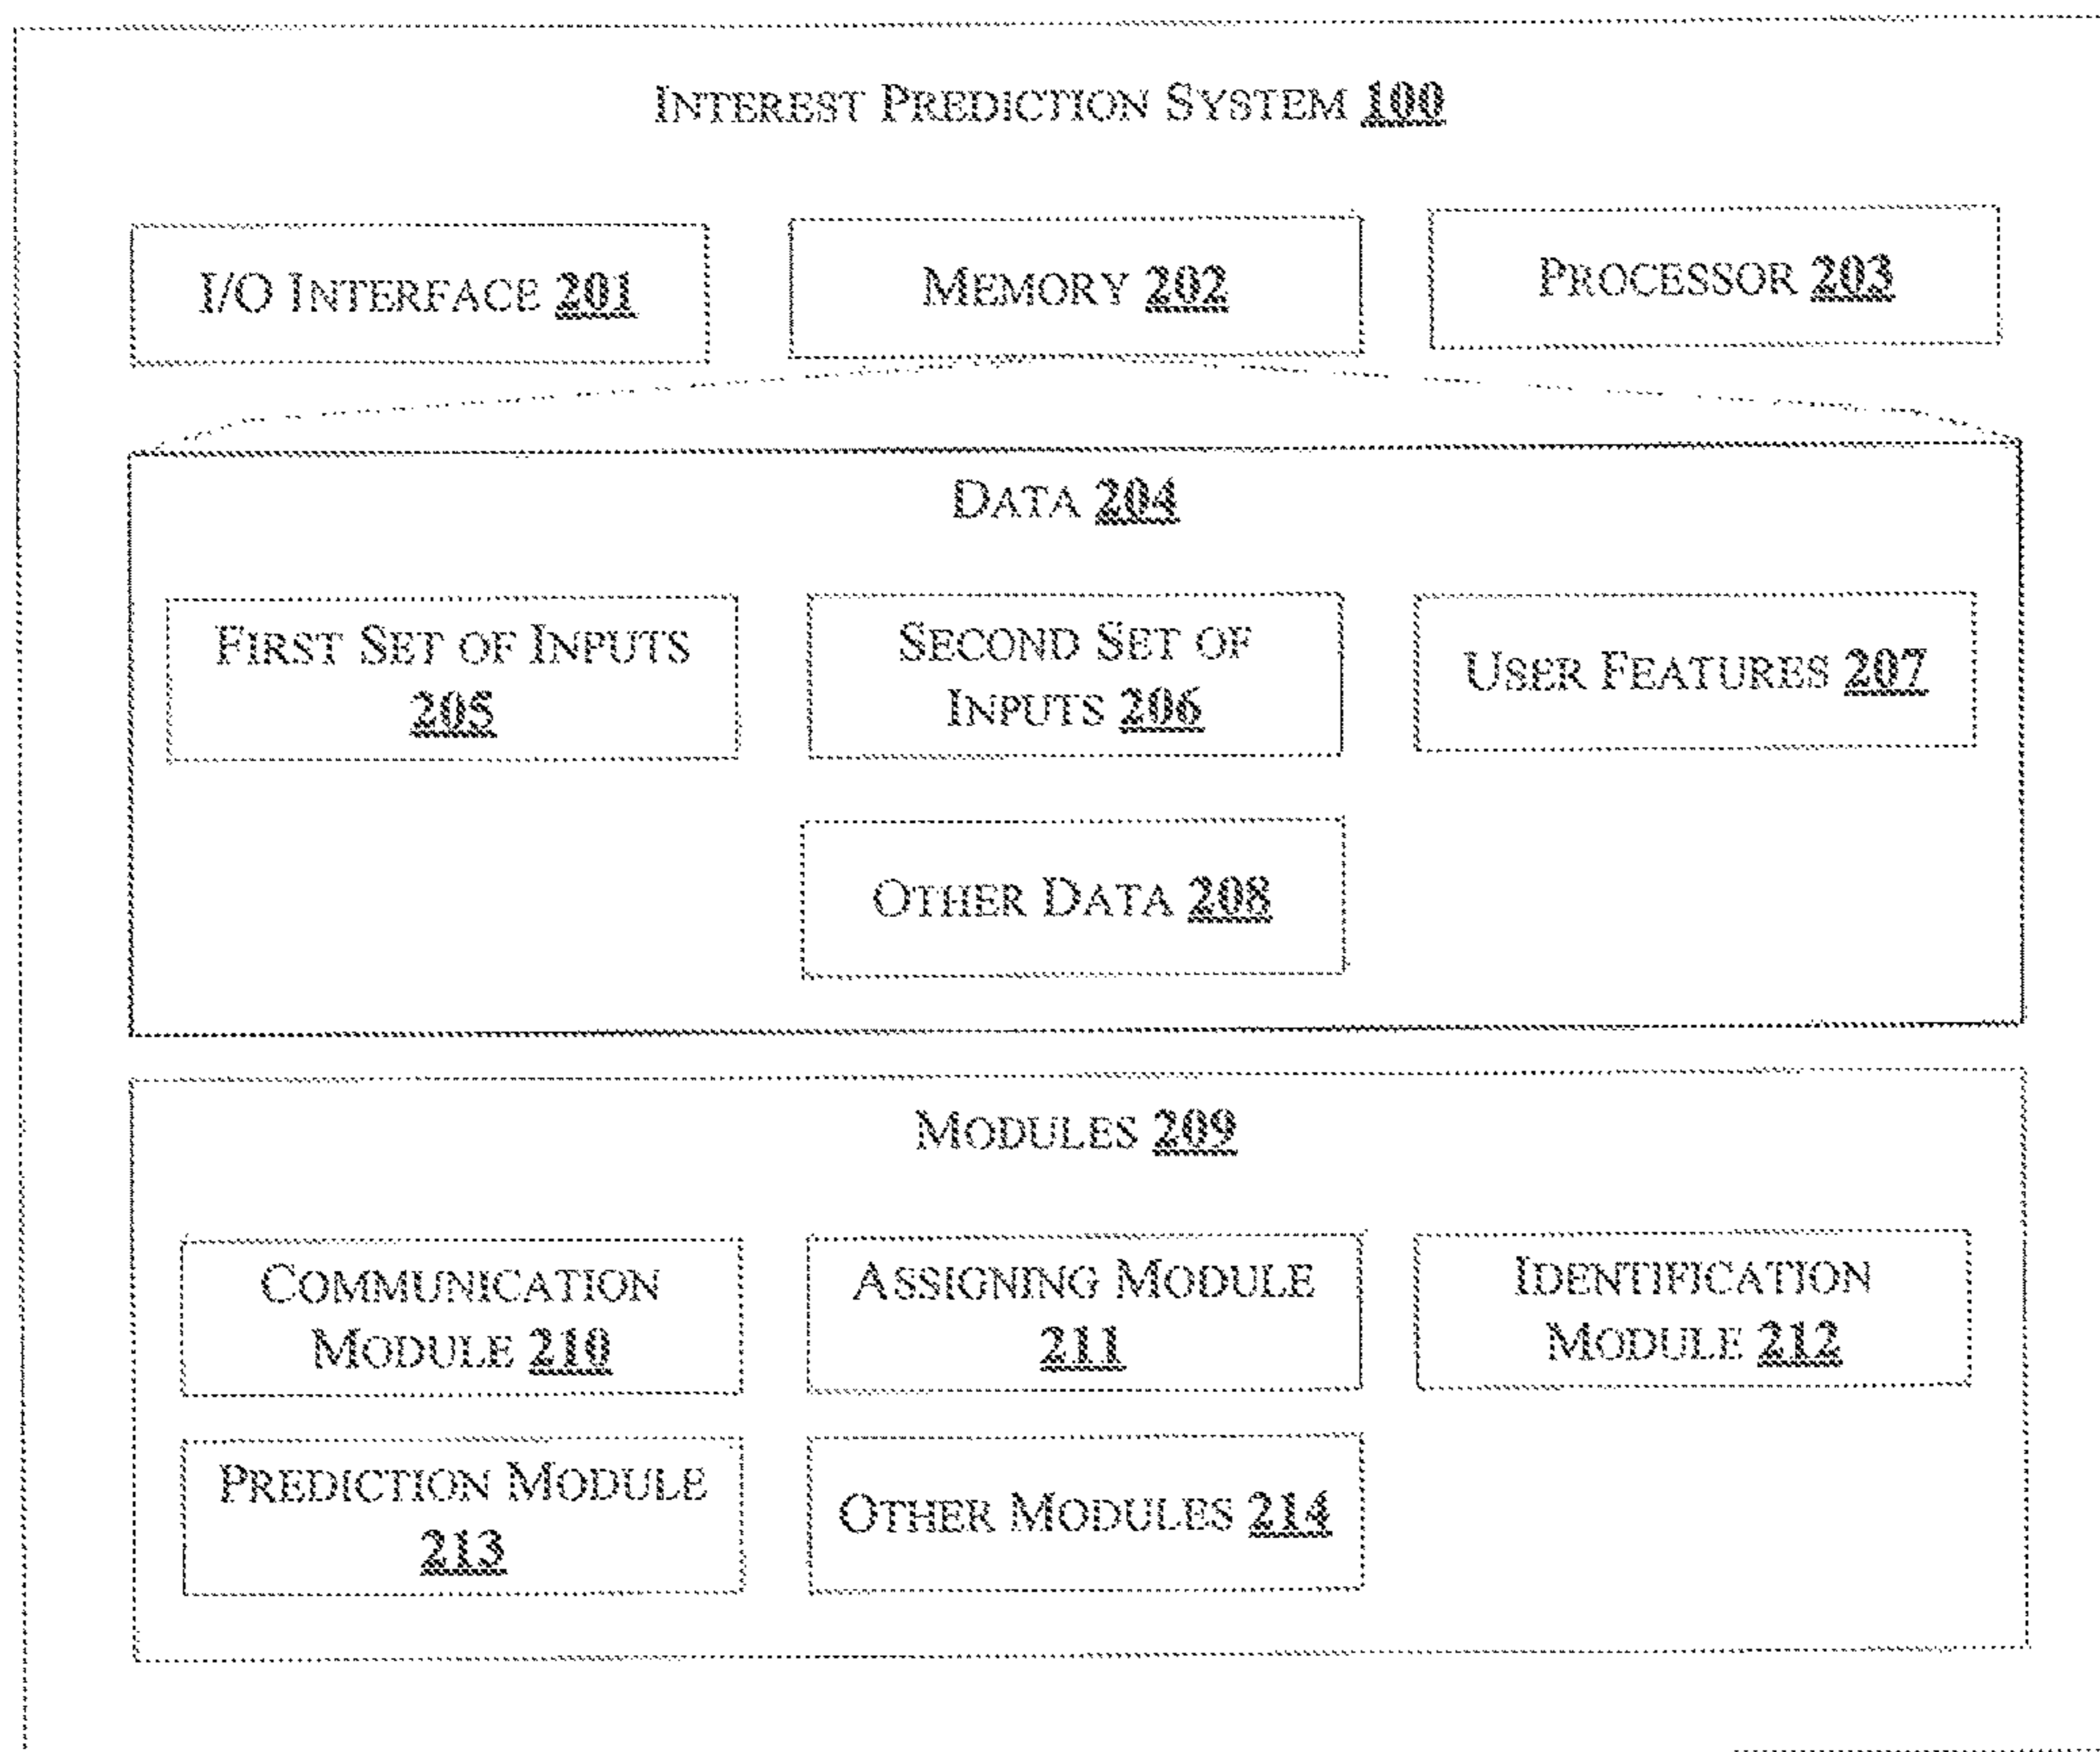 INTEREST PREDICTION SYSTEM 100
I/O INTERFACE 201
MEMORY 202
PROCESSOR 203
DATA 204
FIRST SET OF INPUTS
205
SECOND SET OF
INPUTS 206
USER FEATURES 207
OTHER DATA 208
MODULES 209
COMMUNICATION
MODULE 210
ASSIGNING MODULE
211
IDENTIFICATION
MODULE 212
PREDICTION MODULE
213
OTHER MODULES 214